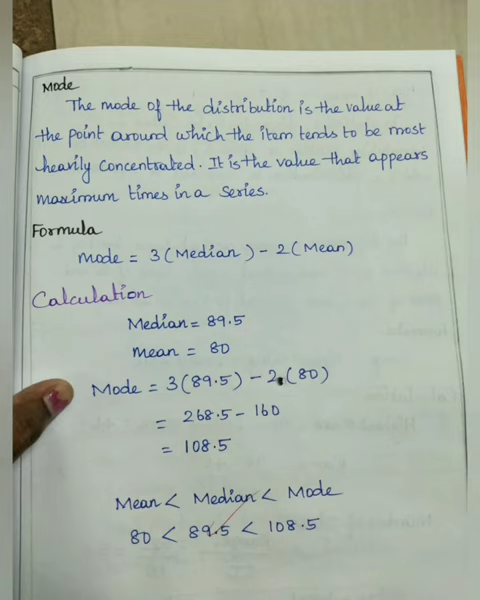 Mode
The mode of the distribution is the value at
the point around which the item tends to be most
heavily concentrated. It is the value that appears
maximum times in a series.
Formula
mode = 3(Median) - 2(Mean)
Calculation
Median = 89.5
mean = 80
Mode = 3(89.5) - 2(80)
= 268.5 - 160
= 108.5
Mean < Median < Mode
80 < 89.5 < 108.5